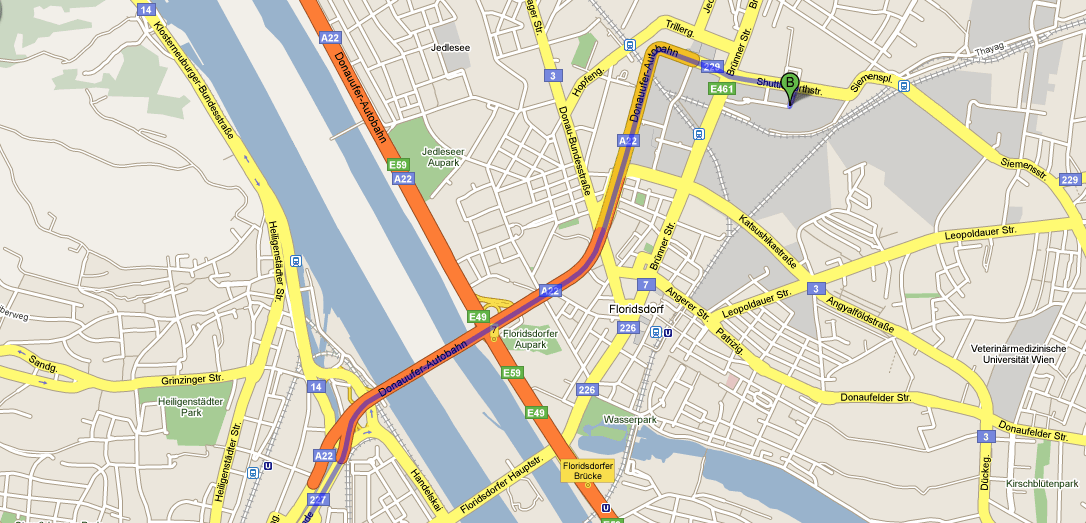 14
A22
Jedlesee
3
Trillerg.
229
Brünner Str.
Thayag
Siemenspl.
E461
B
Klosterneuburger-Bundesstraße
Donauufer-Autobahn
Hopfeng.
Donauufer-Autobahn
Donau-Bundesstraße
A22
Jedleseer
Aupark
E59
A22
Siemensstr.
229
Heiligenstädter Str.
Brünner Str.
Katsushikastraße
Leopoldauer Str.
A22
7
3
Floridsdorf
Angerer Str.
Leopoldauer Str.
Angyalföldstraße
E49
7
226
Floridsdorfer
Aupark
Patrizig.
Veterinärmedizinische
Universität Wien
Sandg.
Grinzinger Str.
14
Donauufer-Autobahn
E59
226
Donaufelder Str.
Heiligenstädter
Park
E49
Wasserpark
3
Donaufelder Str.
A22
U
Heiligenstädter Str.
Handelskai
Floridsdorfer Hauptstr.
Floridsdorfer
Brücke
Dückeg.
Kirschblütenpark
227
U